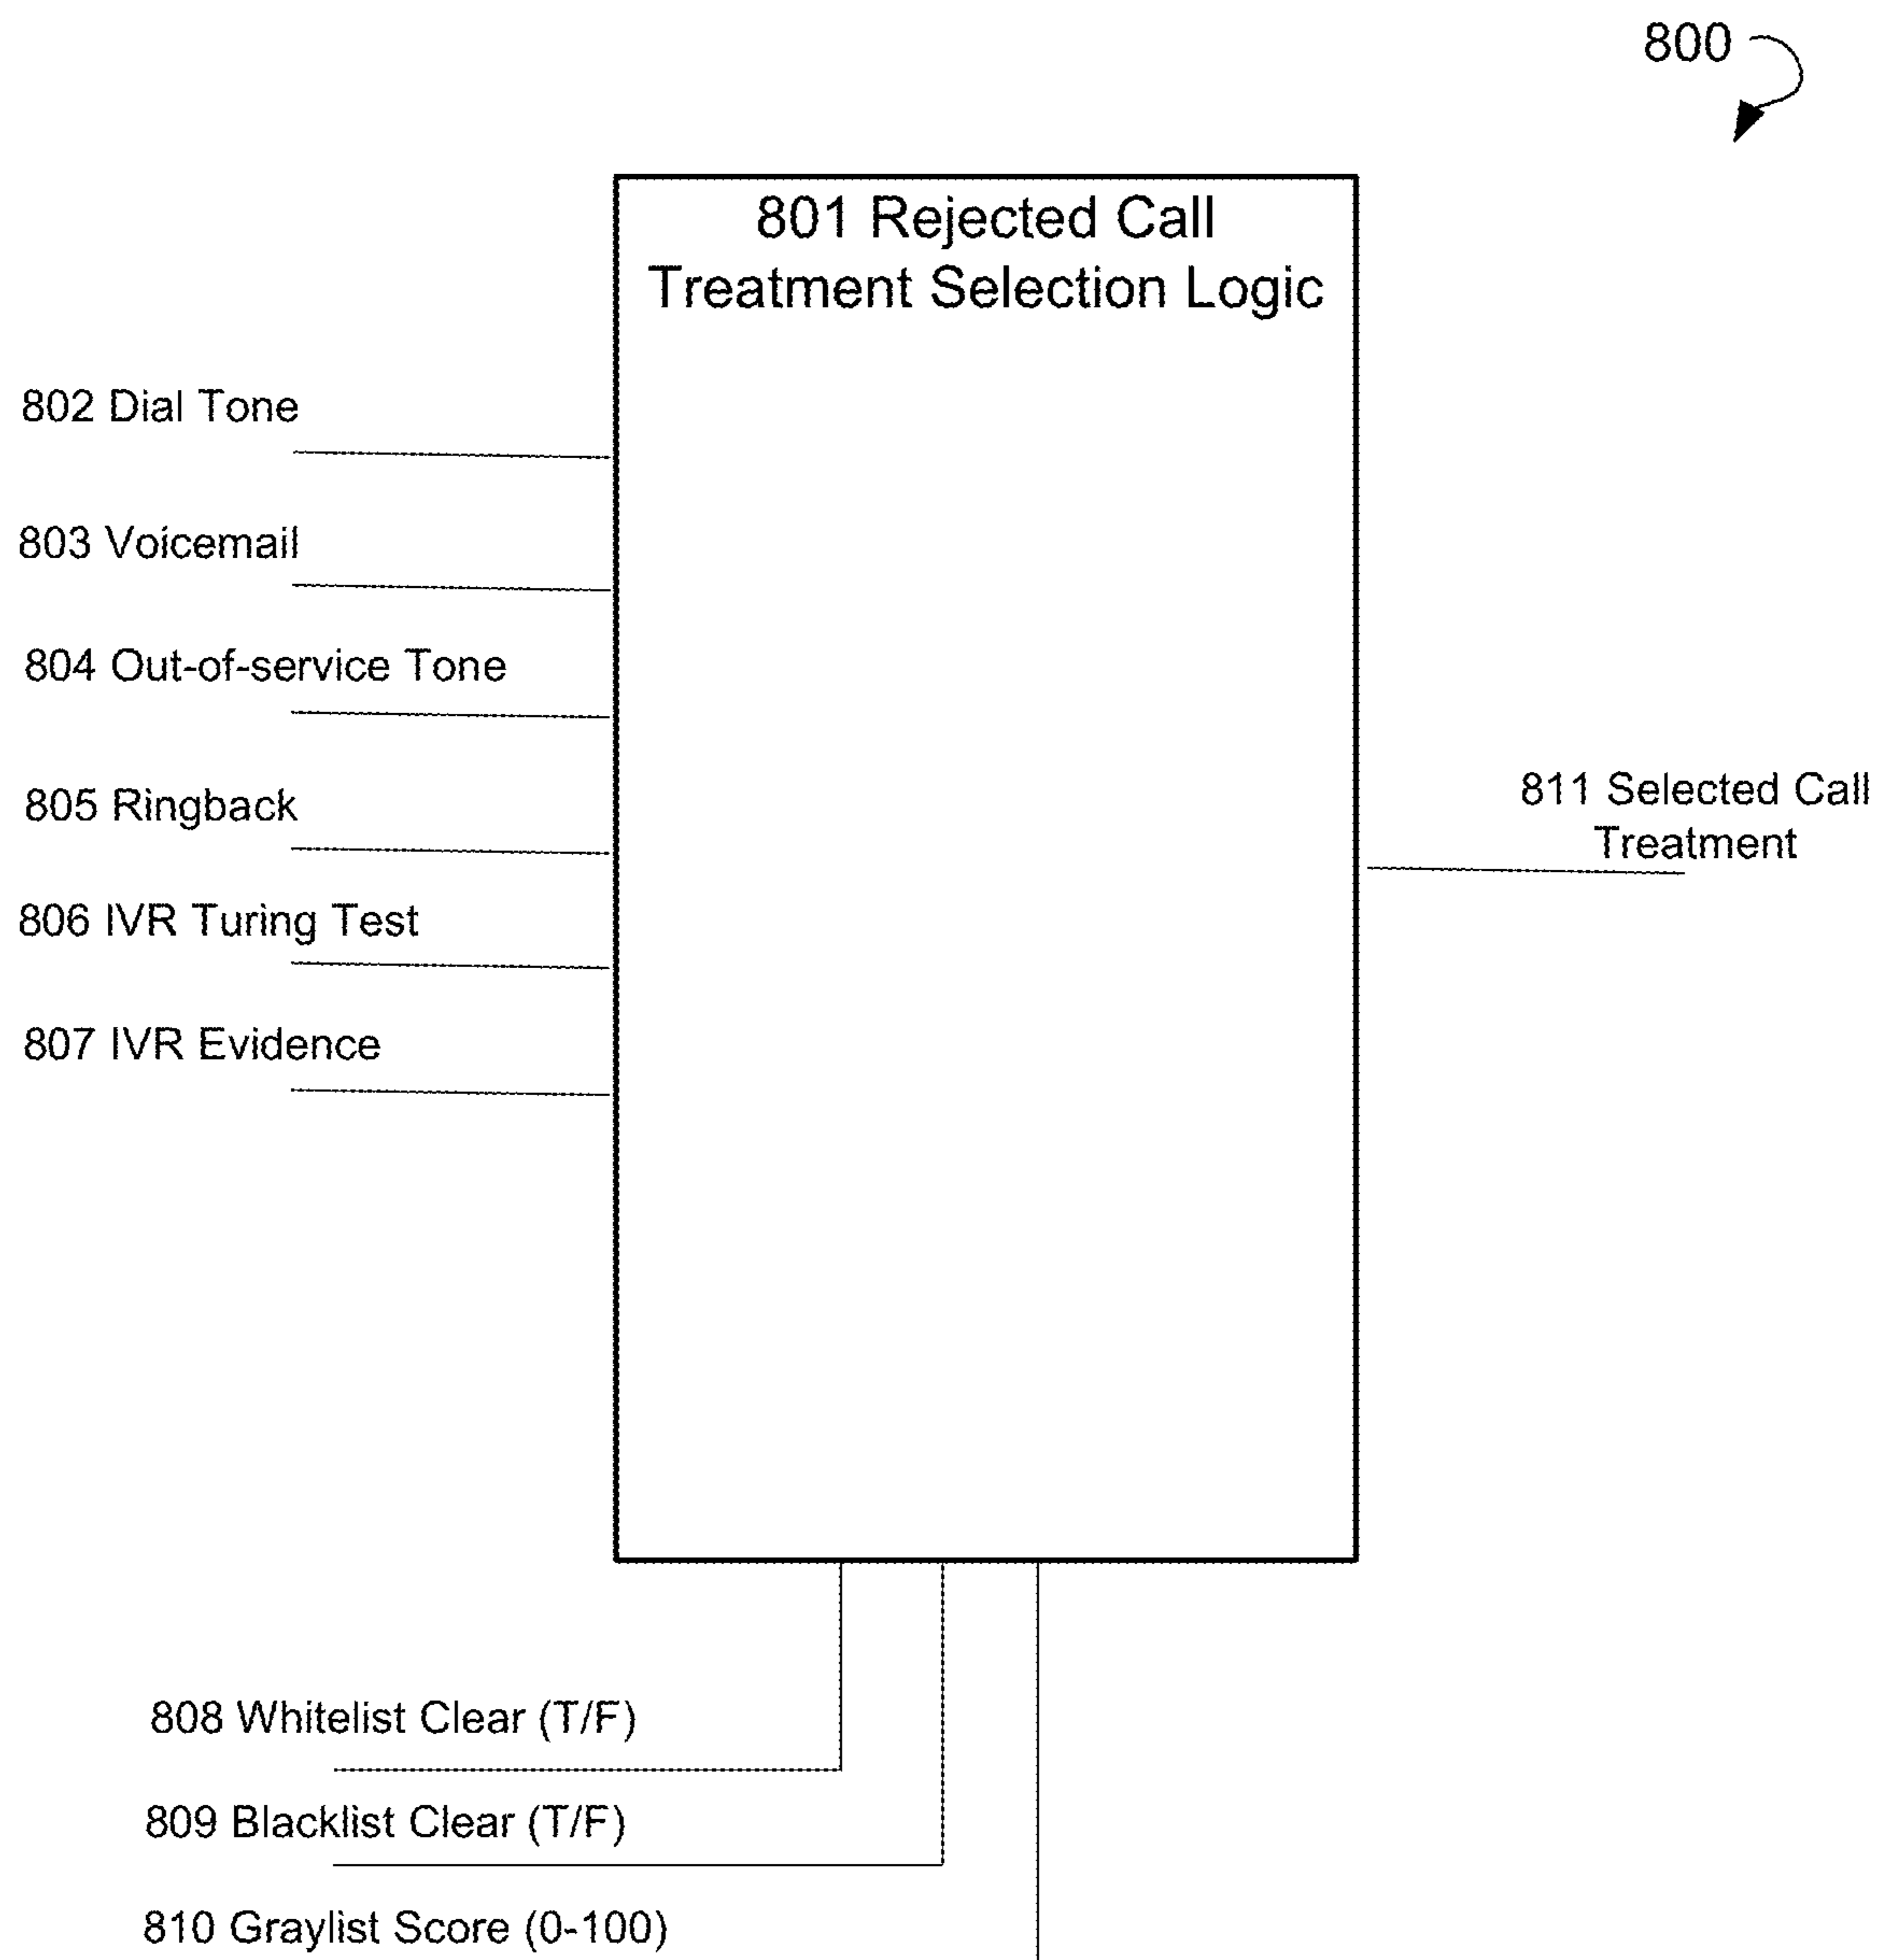 800
801 Rejected Call
Treatment Selection Logic
802 Dial Tone
803 Voicemail
804 Out-of-service Tone
805 Ringback
806 IVR Turing Test
807 IVR Evidence
811 Selected Call
Treatment
808 Whitelist Clear (T/F)
809 Blacklist Clear (T/F)
810 Graylist Score (0-100)